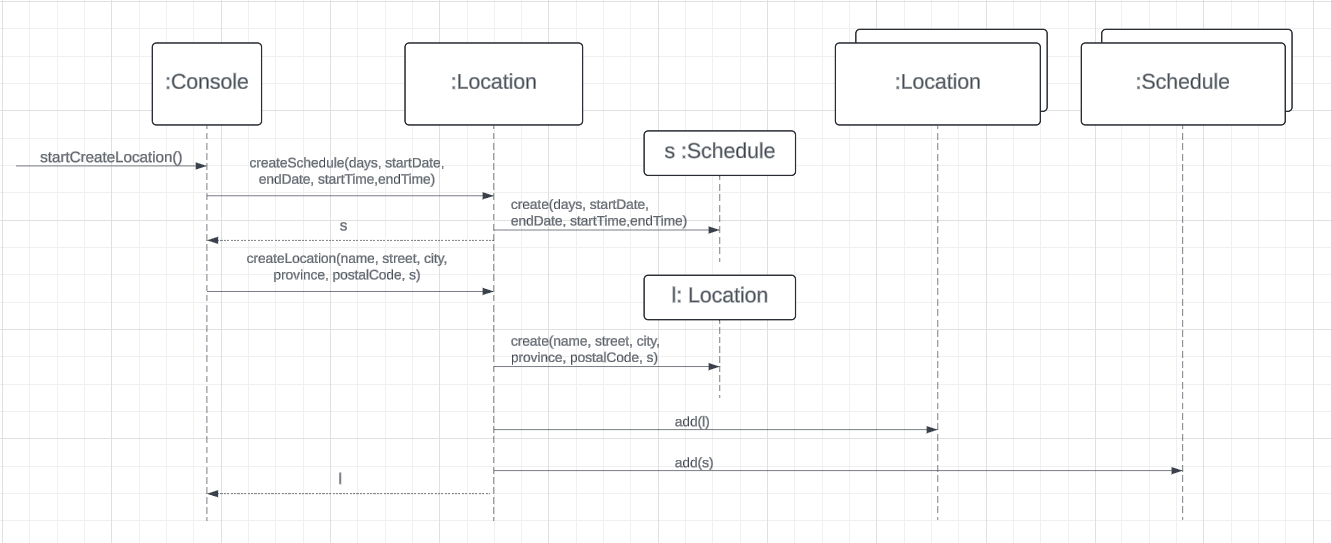 :Console
:Location
:Location
:Schedule
s :Schedule
startCreateLocation()
createSchedule(days, startDate,
endDate, startTime,endTime)
create(days, startDate,
endDate, startTime,endTime)
s
createLocation(name, street, city,
province, postalCode, s)
l: Location
create(name, street, city,
province, postalCode, s)
add(l)
add(s)
l